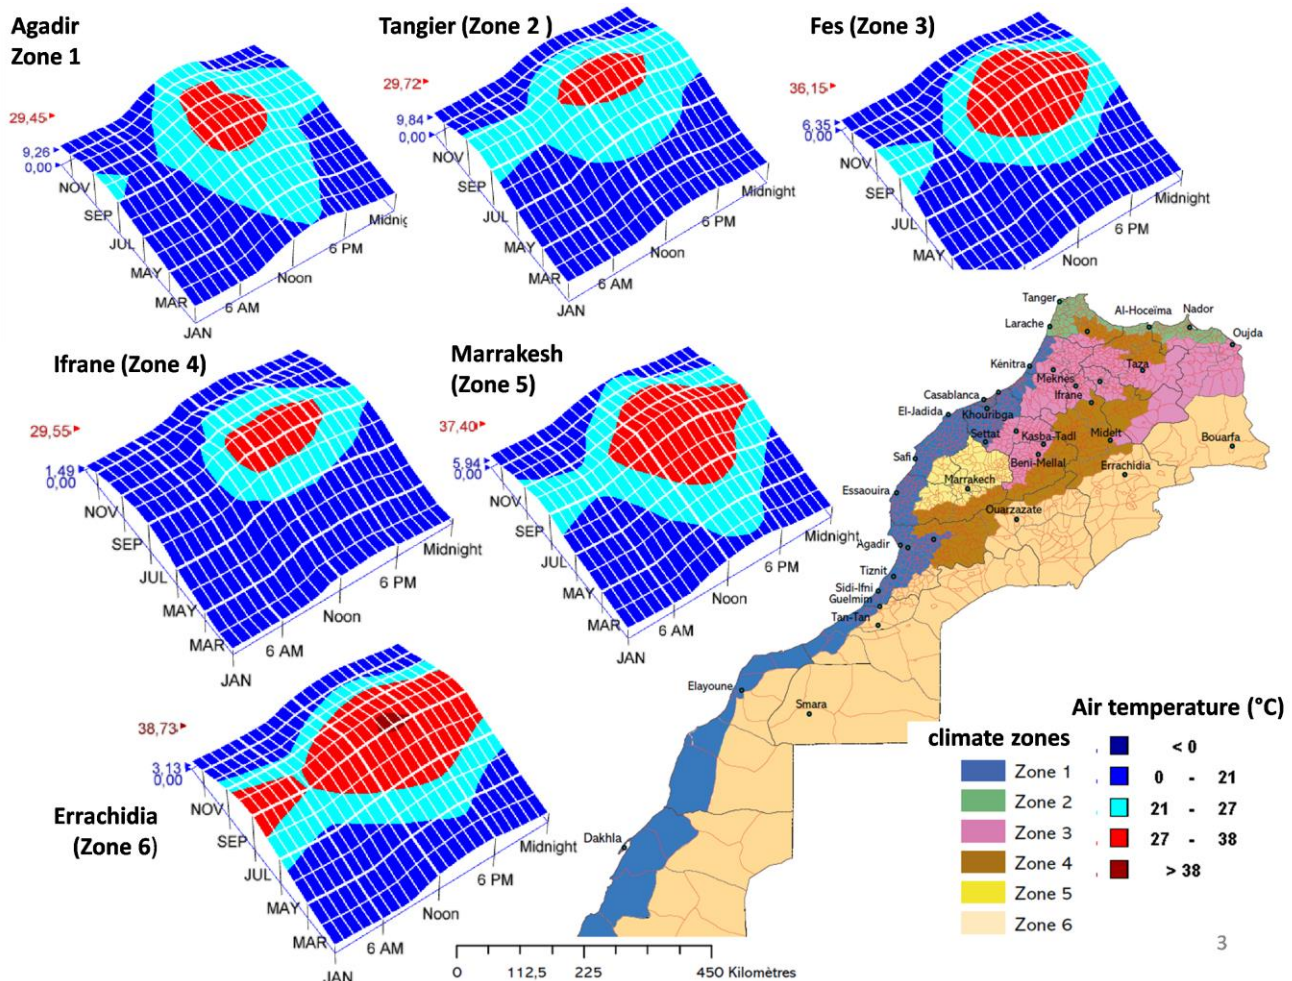 Agadir
Zone 1
29,45
9,26
0,00
NOV
SEP
JUL
MAY
MAR
JAN
6 AM
Noon
6 PM
Tangier (Zone 2 )
29,72
9,84
0,00
NOV
SEP
JUL
MAY
MAR
JAN
6 AM
Noon
6 PM
Midnight
Fes (Zone 3)
36,15
6,35
0,00
NOV
SEP
JUL
MAY
Noon
6 PM
Midnight
Ifrane (Zone 4)
29,55
1,49
0,00
NOV
SEP
JUL
MAY
MAR
JAN
6 AM
Noon
6 PM
Midnight
Marrakesh
(Zone 5)
37,40
5,94
0,00
NOV
SEP
JUL
MAY
MAR
JAN
6 AM
Noon
6 PM
Midnight
Errachidia
(Zone 6)
38,73
3,13
0,00
NOV
SEP
JUL
MAY
MAR
JAN
6 AM
Noon
6 PM
Midnight
Tanger
Larache
Al-Hoceïma
Nador
Oujda
Kénitra
Taza
Meknes
Ifrane
Casablanca
El-Jadida
Khouribga
Settat
Kasba-Tadl
Midelt
Bouarfa
Safi
Beni-Mellal
Errachidia
Marrakech
Essaouira
Ouarzazate
Agadir
Tiznit
Sidi-Ifni
Guelmim
Tan-Tan
Elayoune
Smara
Dakhla
climate zones
Zone 1
Zone 2
Zone 3
Zone 4
Zone 5
Zone 6
Air temperature (°C)
< 0
0 - 21
21 - 27
27 - 38
> 38
0 112,5 225 450 Kilomètres
3